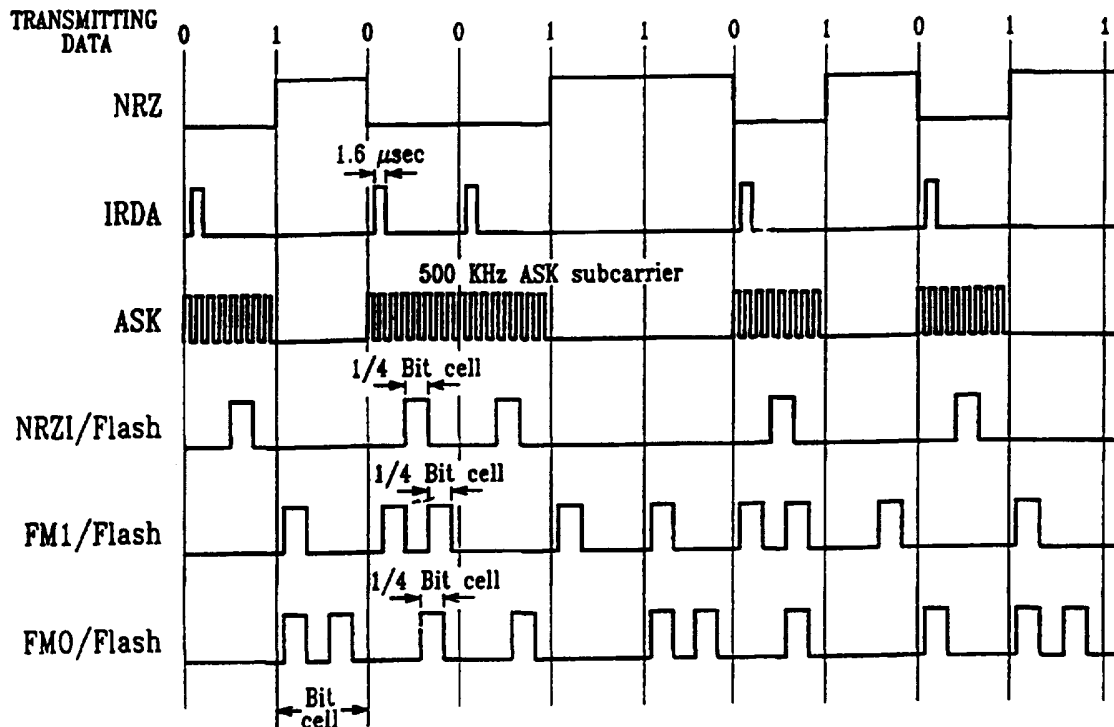 TRANSMITTING
DATA
0 1 0 0 1 1 0 1 0 1 1
NRZ
1.6 μsec
IRDA
500 KHz ASK subcarrier
ASK
1/4 Bit cell
NRZI/Flash
1/4 Bit cell
FM1/Flash
1/4 Bit cell
FM0/Flash
Bit
cell